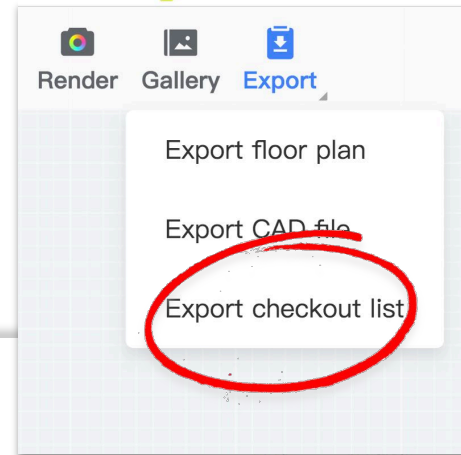 Render Gallery Export
Export floor plan
Export CAD file
Export checkout list